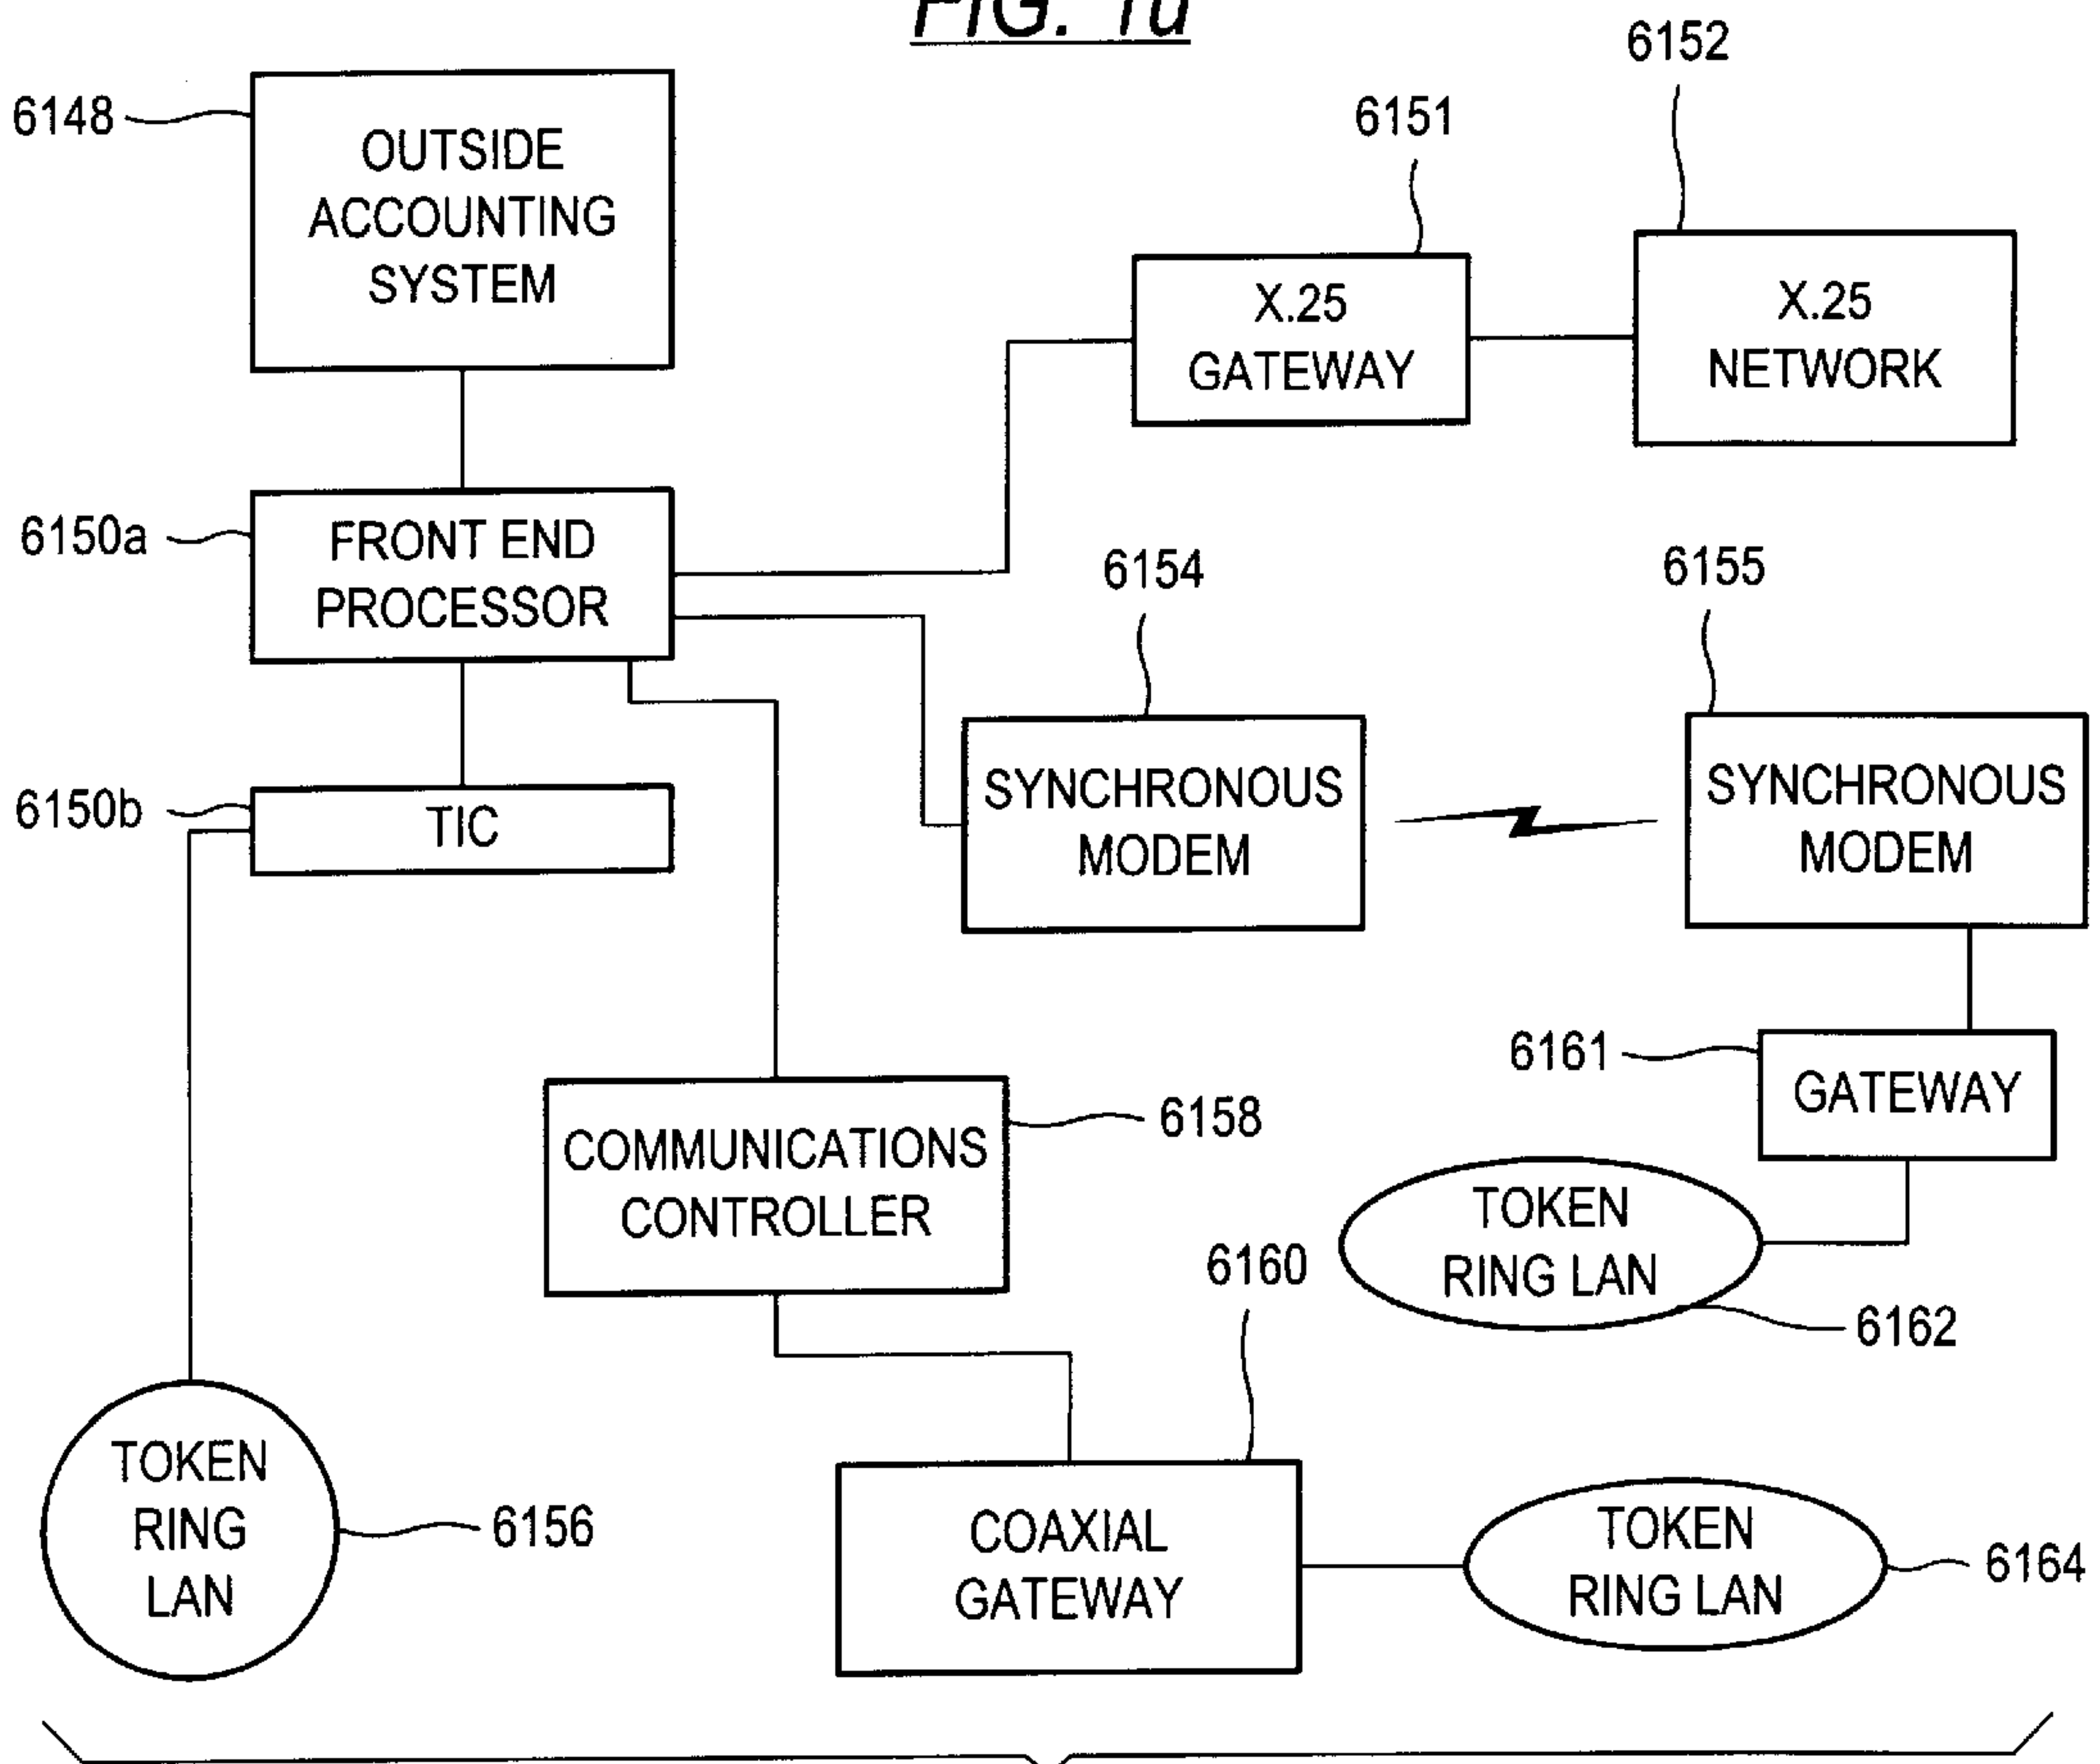 FIG. 1d
6152
6148
6151
OUTSIDE
ACCOUNTING
SYSTEM
X.25
GATEWAY
X.25
NETWORK
6150a
FRONT END
PROCESSOR
6154
6155
6150b
TIC
SYNCHRONOUS
MODEM
SYNCHRONOUS
MODEM
6161
GATEWAY
6158
COMMUNICATIONS
CONTROLLER
TOKEN
RING LAN
6160
6162
TOKEN
RING
LAN
6156
COAXIAL
GATEWAY
TOKEN
RING LAN
6164